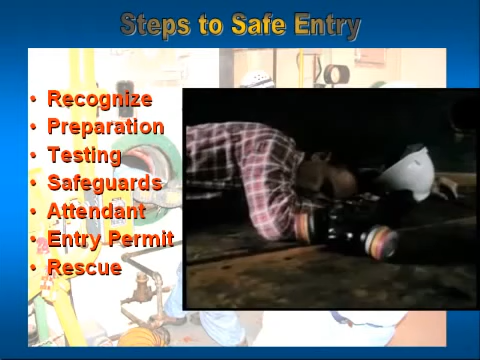 Steps to Safe Entry
• Recognize
• Preparation
• Testing
• Safeguards
• Attendant
• Entry Permit
• Rescue